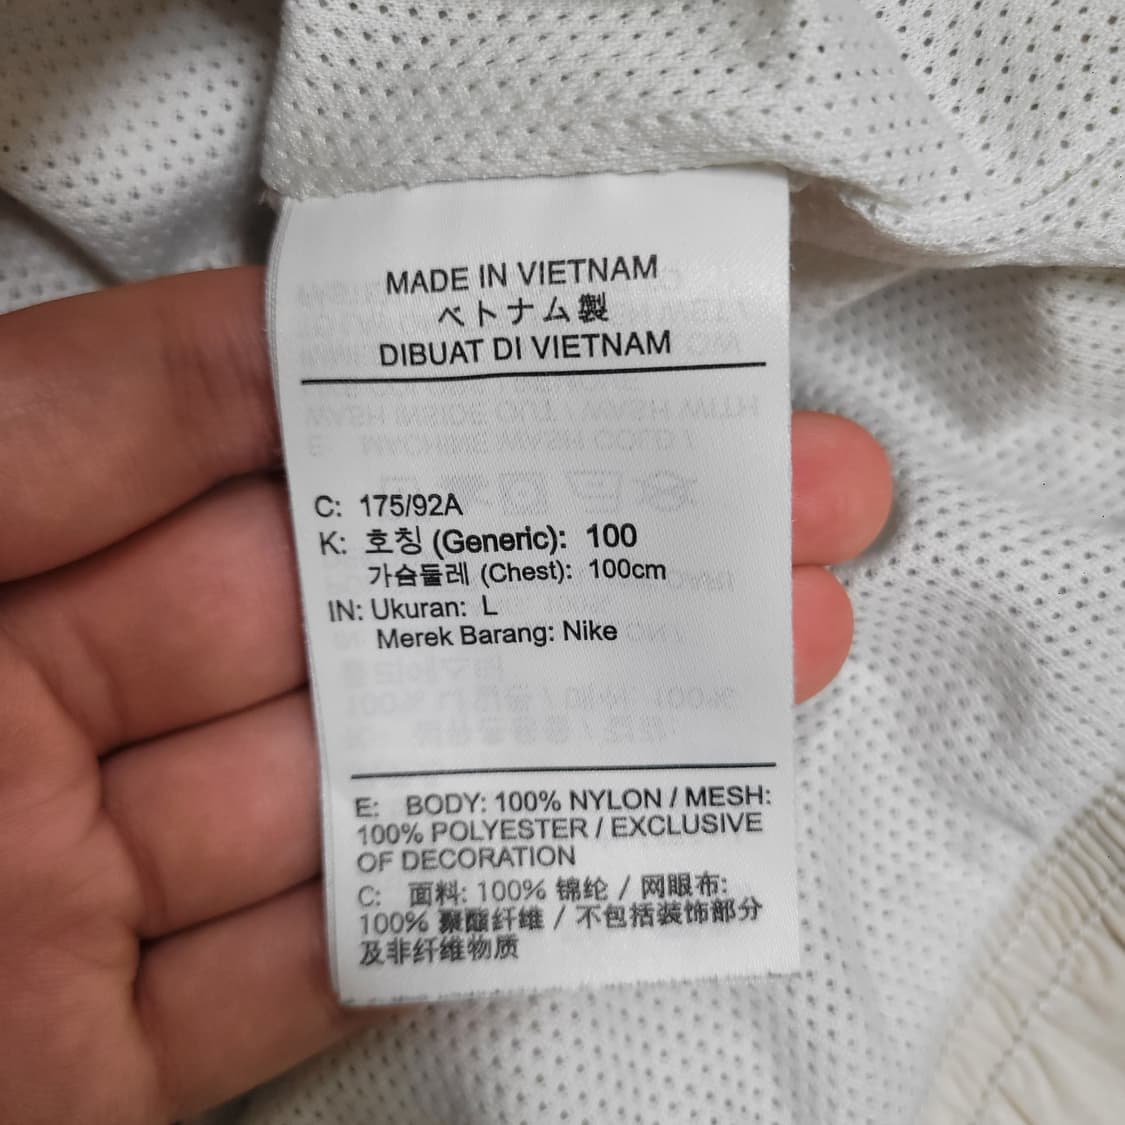 MADE IN VIETNAM
ベトナム製
DIBUAT DI VIETNAM
C: 175/92A
K: 호칭 (Generic): 100
가슴둘레 (Chest): 100cm
IN: Ukuran: L
Merek Barang: Nike
E: BODY: 100% NYLON / MESH:
100% POLYESTER / EXCLUSIVE
OF DECORATION
C: 面料: 100% 锦纶 / 网眼布:
100% 聚酯纤维 / 不包括装饰部分
及非纤维物质